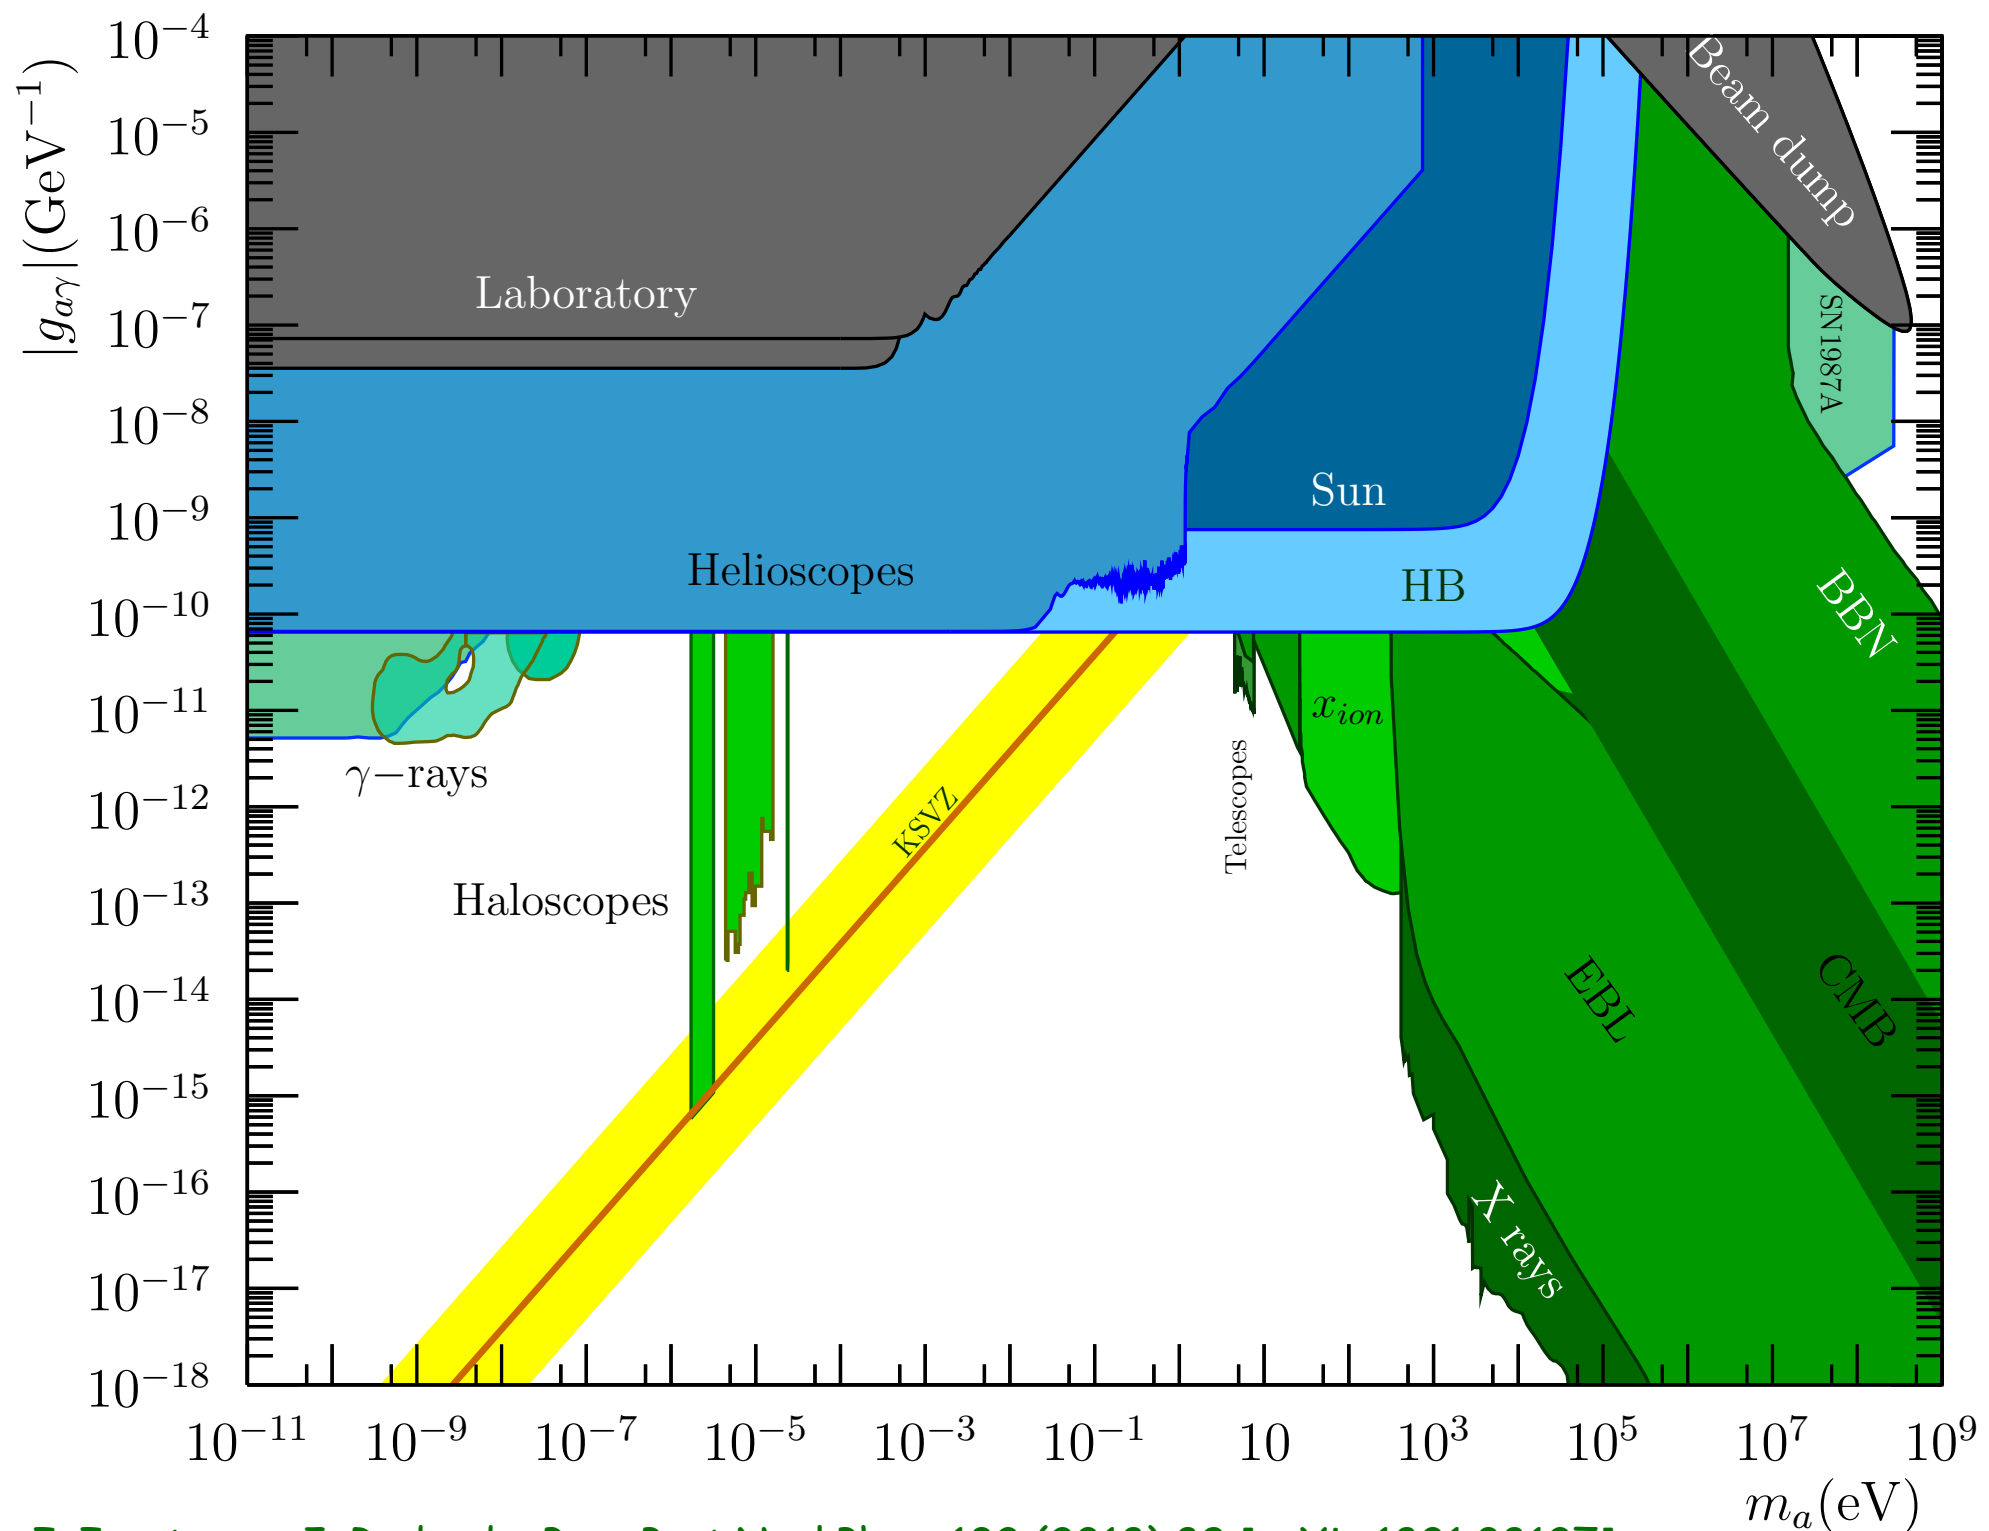 |g_{aγ}|(GeV^{−1})
10^{−4}
10^{−5}
10^{−6}
10^{−7}
10^{−8}
10^{−9}
10^{−10}
10^{−11}
10^{−12}
10^{−13}
10^{−14}
10^{−15}
10^{−16}
10^{−17}
10^{−18}
Beam dump
Laboratory
SN1987A
Sun
Helioscopes
HB
BBN
x_{ion}
γ−rays
Telescopes
KSVZ
Haloscopes
EBL
CMB
X rays
10^{−11} 10^{−9} 10^{−7} 10^{−5} 10^{−3} 10^{−1} 10 10^{3} 10^{5} 10^{7} 10^{9}
m_a(eV)